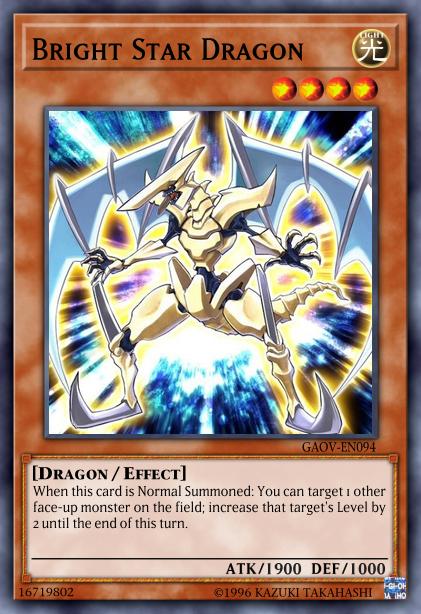 BRIGHT STAR DRAGON
LIGHT
光
GAOV-EN094
[DRAGON / EFFECT]
When this card is Normal Summoned: You can target 1 other
face-up monster on the field; increase that target's Level by
2 until the end of this turn.
ATK/1900 DEF/1000
16719802
©1996 KAZUKI TAKAHASHI